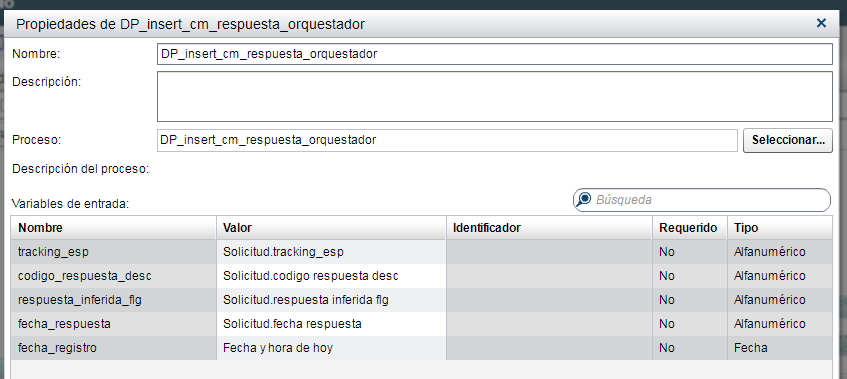 Propiedades de DP_insert_cm_respuesta_orquestador
Nombre: DP_insert_cm_respuesta_orquestador
Descripción:
Proceso: DP_insert_cm_respuesta_orquestador Seleccionar...
Descripción del proceso:
Variables de entrada: Búsqueda
Nombre Valor Identificador Requerido Tipo
tracking_esp Solicitud.tracking_esp No Alfanumérico
codigo_respuesta_desc Solicitud.codigo respuesta desc No Alfanumérico
respuesta_inferida_flg Solicitud.respuesta inferida flg No Alfanumérico
fecha_respuesta Solicitud.fecha respuesta No Alfanumérico
fecha_registro Fecha y hora de hoy No Fecha